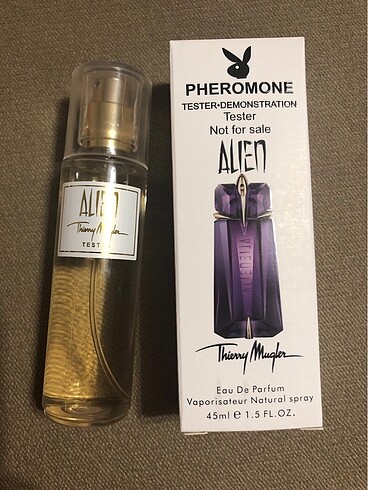 ALIEN
Thierry Mugler
PHEROMONE
TESTER•DEMONSTRATION
Tester
Not for sale
ALIEN
Thierry Mugler
Eau De Parfum
Vaporisateur Natural spray
45ml ℮ 1.5 FL.OZ.